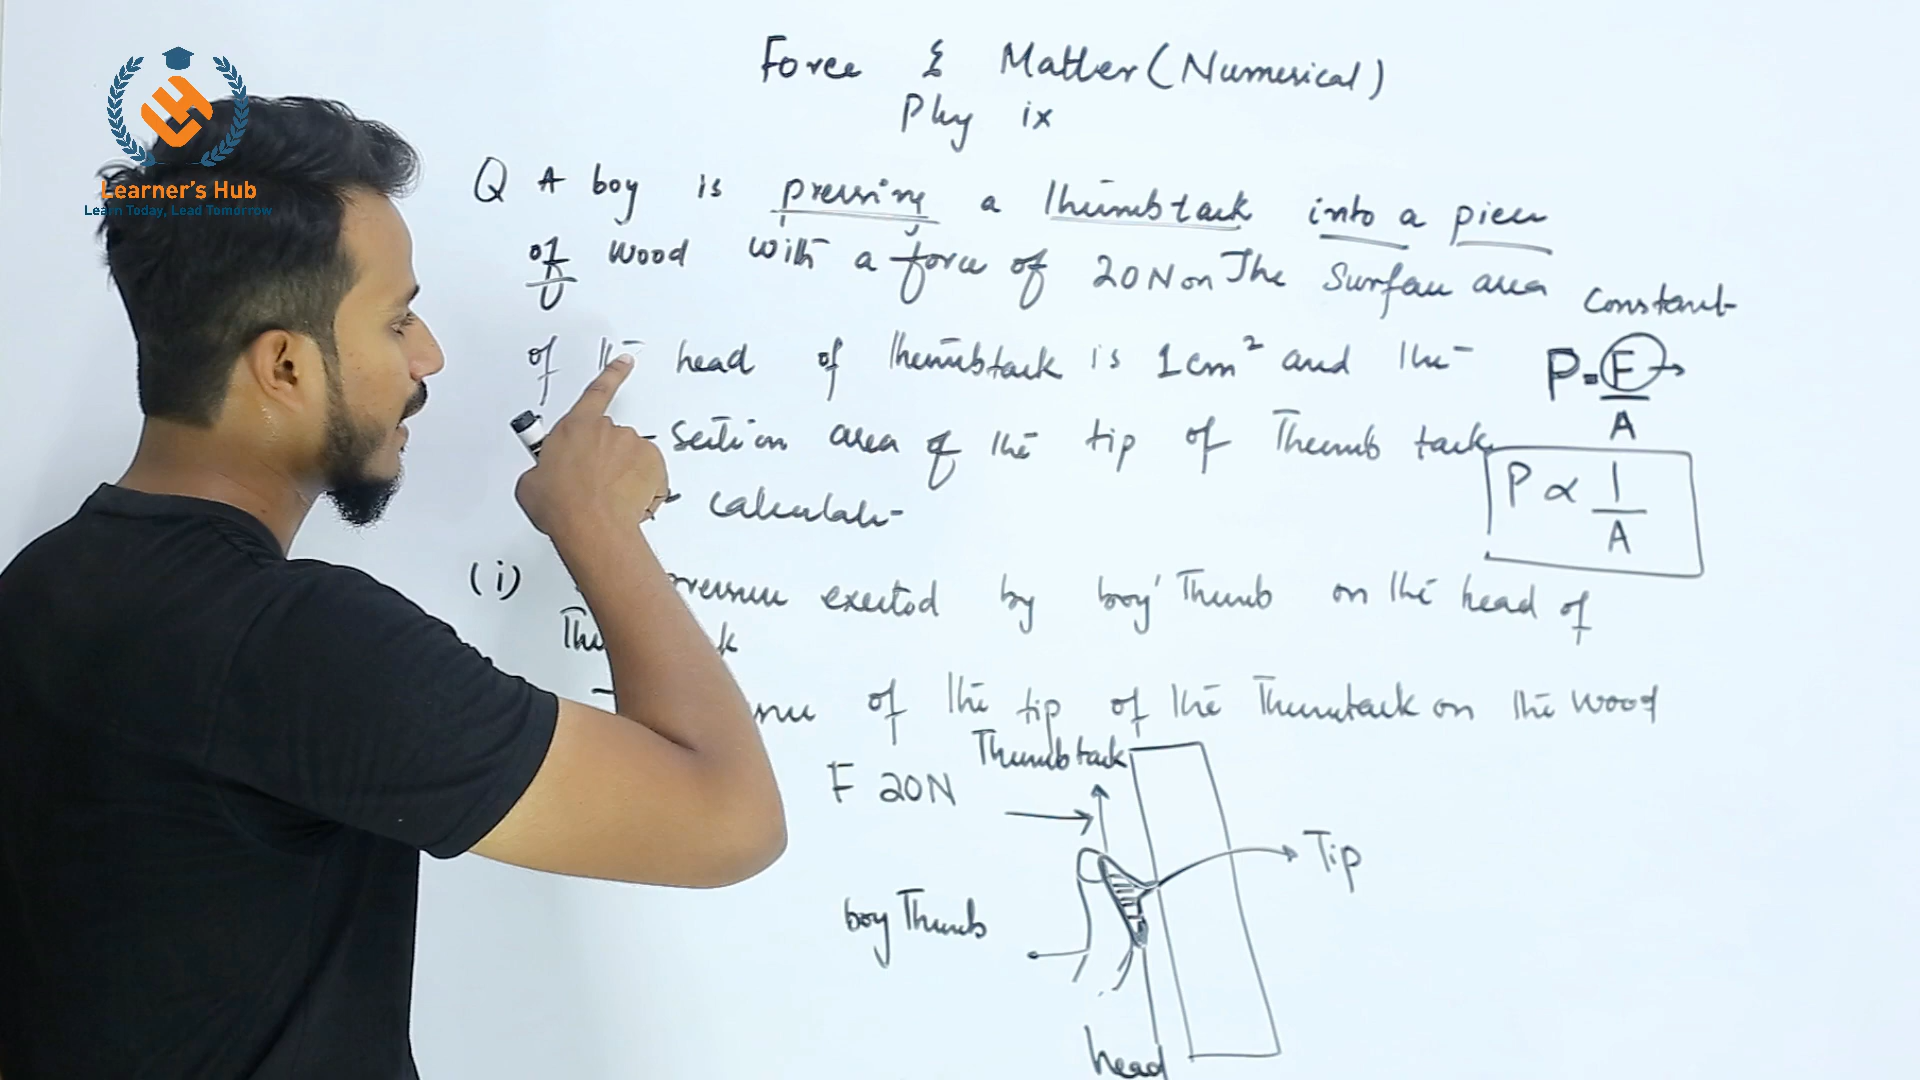 Learner's Hub
Learn Today, Lead Tomorrow
Force & Matter (Numerical)
Phy ix
Q A boy is pressing a thumbtack into a piece
of wood with a force of 20N on The Surface area
of the head of thumbtack is 1cm² and the
section area of the tip of Thumb tack
calculate
(i) pressure exerted by boy' Thumb on the head of
of the tip of the Thumbtack on the wood
constant
P = F
A
P ∝ 1
A
F 20N
Thumbtack
Tip
boy Thumb
head